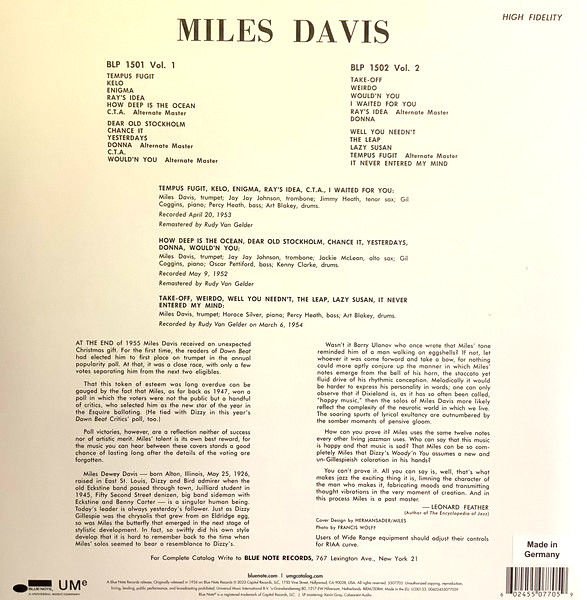 MILES DAVIS
HIGH FIDELITY
BLP 1501 Vol. 1
TEMPUS FUGIT
KELO
ENIGMA
RAY'S IDEA
HOW DEEP IS THE OCEAN
C.T.A. Alternate Master
DEAR OLD STOCKHOLM
CHANCE IT
YESTERDAYS
DONNA Alternate Master
C.T.A.
WOULD'N YOU Alternate Master
BLP 1502 Vol. 2
TAKE-OFF
WEIRDO
WOULD'N YOU
I WAITED FOR YOU
RAY'S IDEA Alternate Master
DONNA
WELL YOU NEEDN'T
THE LEAP
LAZY SUSAN
TEMPUS FUGIT Alternate Master
IT NEVER ENTERED MY MIND
TEMPUS FUGIT, KELO, ENIGMA, RAY'S IDEA, C.T.A., I WAITED FOR YOU:
Miles Davis, trumpet; Jay Jay Johnson, trombone; Jimmy Heath, tenor sax; Gil
Coggins, piano; Percy Heath, bass; Art Blakey, drums.
Recorded April 20, 1953
Remastered by Rudy Van Gelder
HOW DEEP IS THE OCEAN, DEAR OLD STOCKHOLM, CHANCE IT, YESTERDAYS,
DONNA, WOULD'N YOU:
Miles Davis, trumpet; Jay Jay Johnson, trombone; Jackie McLean, alto sax; Gil
Coggins, piano; Oscar Pettiford, bass; Kenny Clarke, drums.
Recorded May 9, 1952
Remastered by Rudy Van Gelder
TAKE-OFF, WEIRDO, WELL YOU NEEDN'T, THE LEAP, LAZY SUSAN, IT NEVER
ENTERED MY MIND:
Miles Davis, trumpet; Horace Silver, piano; Percy Heath, bass; Art Blakey, drums.
Recorded by Rudy Van Gelder on March 6, 1954
AT THE END of 1955 Miles Davis received an unexpected
Christmas gift. For the first time, the readers of Down Beat
had elected him to first place on trumpet in the annual
popularity poll. At that, it was a close race, with only a few
votes separating him from the next two eligibles.
That this token of esteem was long overdue can be
gauged by the fact that Miles, as far back as 1947, won a
poll in which the voters were not the public but a handful
of critics, who selected him as the new star of the year in
the Esquire balloting. (He tied with Dizzy in this year's
Down Beat Critics' poll, too.)
Poll victories, however, are a reflection neither of success
nor of artistic merit. Miles' talent is its own best reward, for
the music you can hear between these covers stands a good
chance of lasting long after the details of the voting are
forgotten.
Miles Dewey Davis — born Alton, Illinois, May 25, 1926,
raised in East St. Louis, Dizzy and Bird admirer when the
old Eckstine band passed through town, Juilliard student in
1945, Fifty Second Street denizen, big band sideman with
Eckstine and Benny Carter — is a singular human being.
Today's leader is always yesterday's follower. Just as Dizzy
Gillespie was the chrysalis that grew from an Eldridge egg,
so was Miles the butterfly that emerged in the next stage of
stylistic development. In fact, so swiftly did his own style
develop that it is hard to remember back to the time when
Miles' solos seemed to bear a resemblance to Dizzy's.
Wasn't it Barry Ulanov who once wrote that Miles' tone
reminded him of a man walking on eggshells? If not, let
whoever it was come forward and take a bow, for nothing
could more aptly conjure up the manner in which Miles'
notes emerge from the bell of his horn, the staccato yet
fluid drive of his rhythmic conception. Melodically it would
be harder to express his personality in words; one can only
observe that if Dixieland is, as it has so often been called,
"happy music," then the solos of Miles Davis more likely
reflect the complexity of the neurotic world in which we live.
The soaring spurts of lyrical exultancy are outnumbered by
the somber moments of pensive gloom.
How can you prove it? Miles uses the same twelve notes
every other living jazzman uses. Who can say that this music
is happy and that music is sad? That Miles can be so com-
pletely Miles that Dizzy's Woody'n You assumes a new and
un-Gillespieish coloration in his hands?
You can't prove it. All you can is say, well, that's what
makes jazz the exciting thing it is, limning the character of
the man who makes it, fabricating moods and transmitting
thought vibrations in the very moment of creation. And in
this process Miles is a past master.
— LEONARD FEATHER
(Author of The Encyclopedia of Jazz)
Cover Design by HERMANSADER/MILES
Photo by FRANCIS WOLFF
Users of Wide Range equipment should adjust their controls
for RIAA curve.
For Complete Catalog Write to BLUE NOTE RECORDS, 767 Lexington Ave., New York 21
Made in
Germany
BLUE NOTE
UMe
bluenote.com | umgcatalog.com
6 02455 07705 9